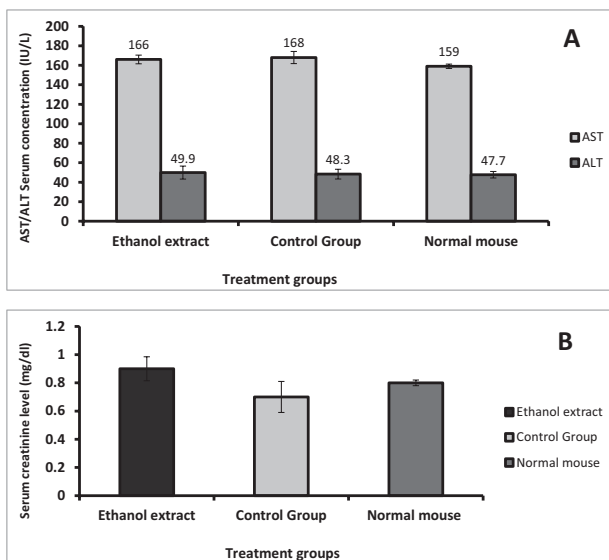 A
AST/ALT Serum concentration (IU/L)
200
180
160
140
120
100
80
60
40
20
0
166
49.9
168
48.3
159
47.7
AST
ALT
Ethanol extract
Control Group
Normal mouse
Treatment groups
B
Serum creatinine level (mg/dl)
1.2
1
0.8
0.6
0.4
0.2
0
Ethanol extract
Control Group
Normal mouse
Ethanol extract
Control Group
Normal mouse
Treatment groups